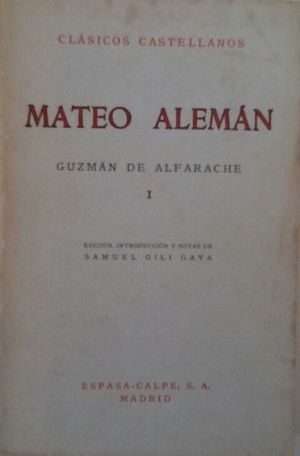 CLÁSICOS CASTELLANOS
MATEO ALEMÁN
GUZMÁN DE ALFARACHE
I
EDICIÓN, INTRODUCCIÓN Y NOTAS DE
SAMUEL GILI GAYA
ESPASA-CALPE, S. A.
MADRID